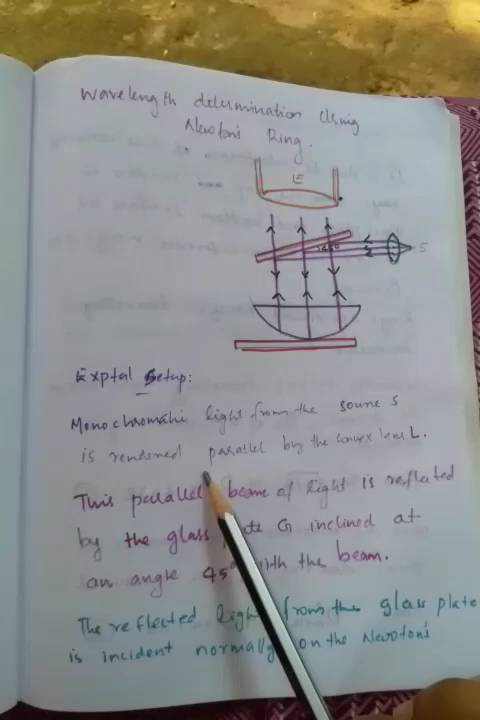 Wavelength determination Using
Newton's Ring.
E
45°
S
Exptal Setup:
Monochromatic light from the source S
is rendered parallel by the convex lens L.
This parallel beam of light is reflected
by the glass plate G inclined at
an angle 45° with the beam.
The reflected light from the glass plate
is incident normally on the Newton's